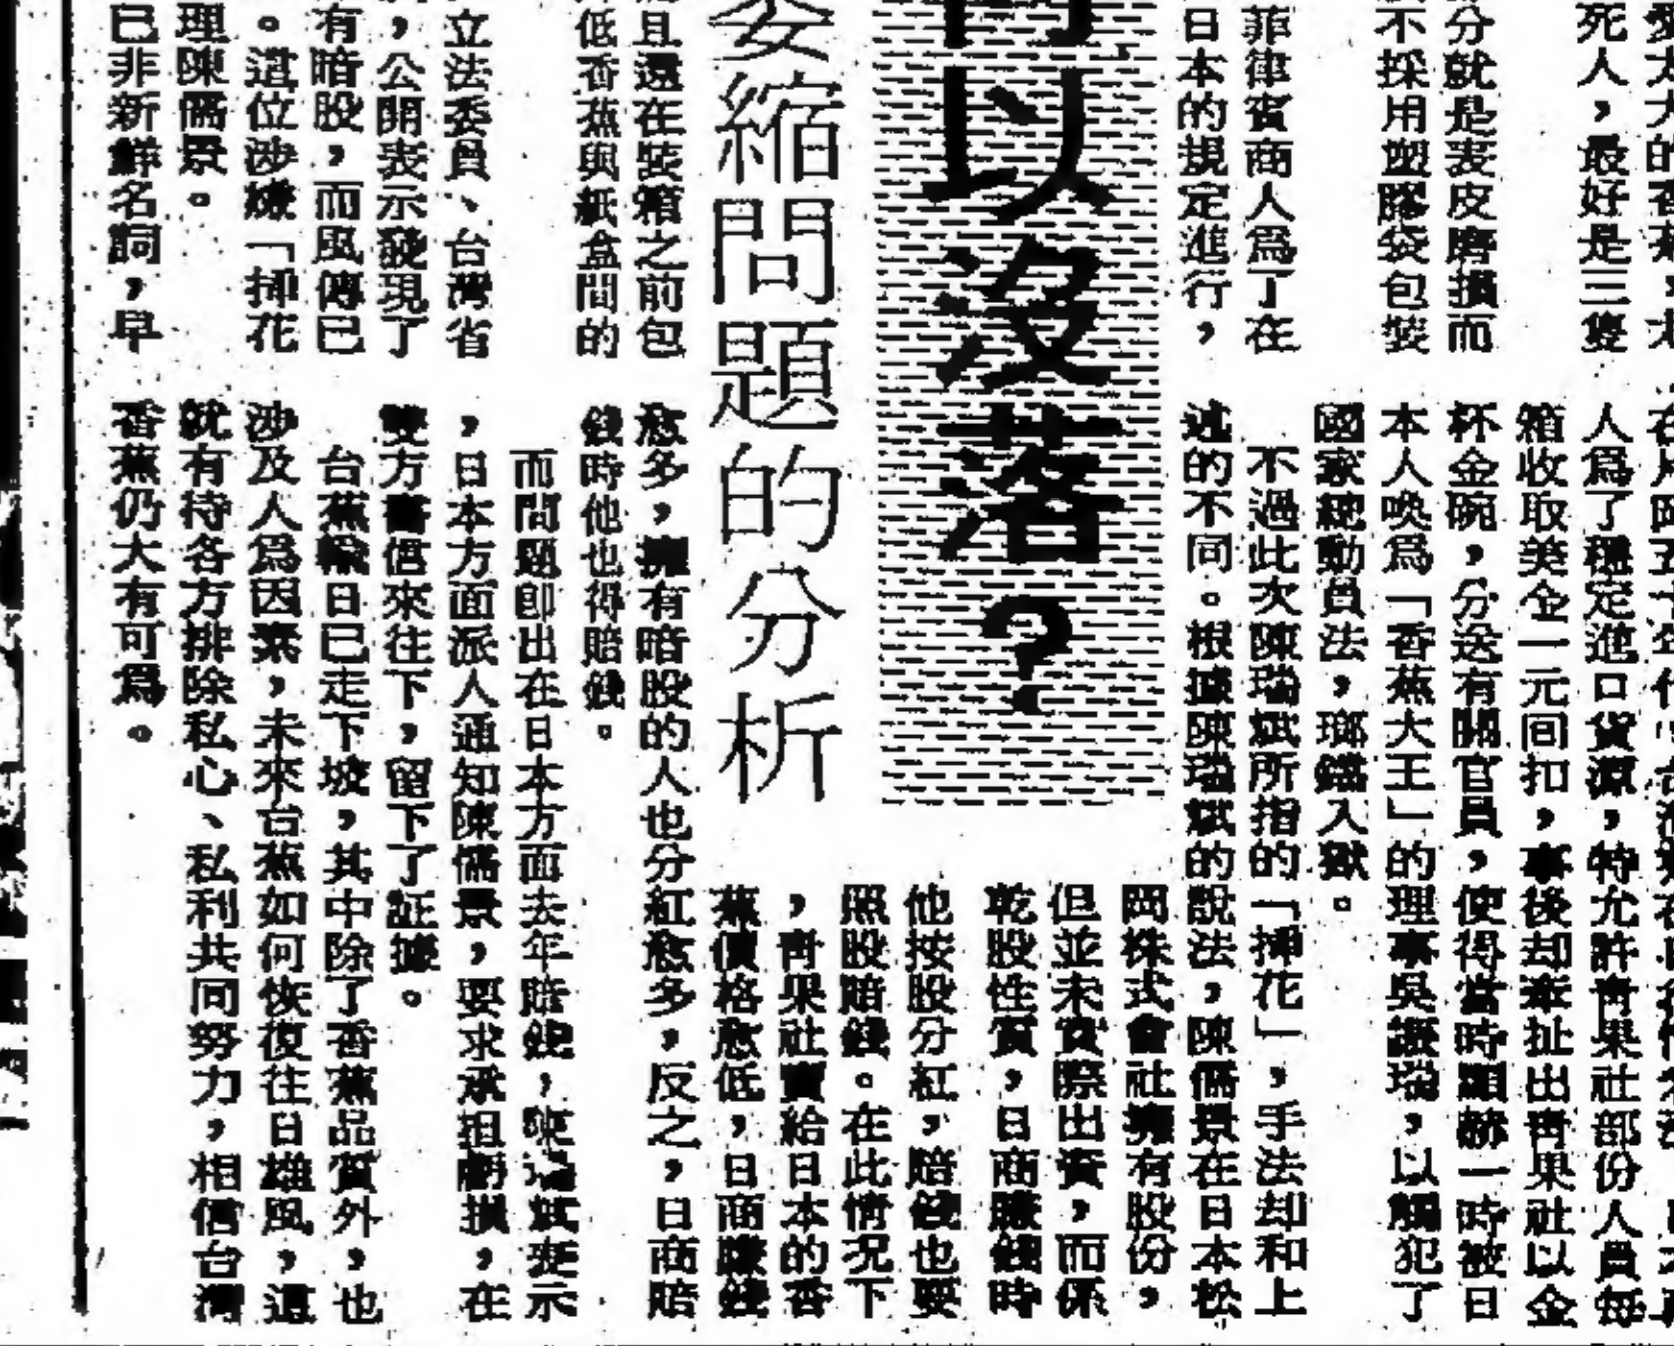 死人，最好是三隻
分就是表皮磨損而
不採用塑膠袋包裝
菲律賓商人為了在
日本的規定進行，
以沒落？
委縮問題的分析
且還在裝箱之前包
低香蕉與紙盒間的
立法委員、台灣省
，公開表示發現了
有暗股，而風傳已
。這位涉嫌「插花
理陳儒景。
已非新鮮名詞，早
人為了穩定進口貨源，特允許青果社部份人員每
箱收取美金一元回扣，事後却牽扯出青果社以金
杯金碗，分送有關官員，使得當時顯赫一時被日
本人喚為「香蕉大王」的理事吳振瑞，以觸犯了
國家總動員法，瑯鐺入獄。
不過此次陳瑞斌所指的「插花」，手法却和上
述的不同。根據陳瑞斌的說法，陳儒景在日本松
岡株式會社擁有股份，
但並未實際出資，而係
乾股性質，日商賺錢時
他按股分紅，賠錢也要
照股賠錢。在此情况下
，青果社賣給日本的香
蕉價格愈低，日商賺錢
愈多，擁有暗股的人也分紅愈多，反之，日商賠
錢時他也得賠錢。
而問題即出在日本方面去年賠錢，陳瑞斌表示
，日本方面派人通知陳儒景，要求承担虧損，在
雙方書信來往下，留下了証據。
台蕉輸日已走下坡，其中除了香蕉品質外，也
涉及人為因素，未來台蕉如何恢復往日雄風，這
就有待各方排除私心、私利共同努力，相信台灣
香蕉仍大有可為。